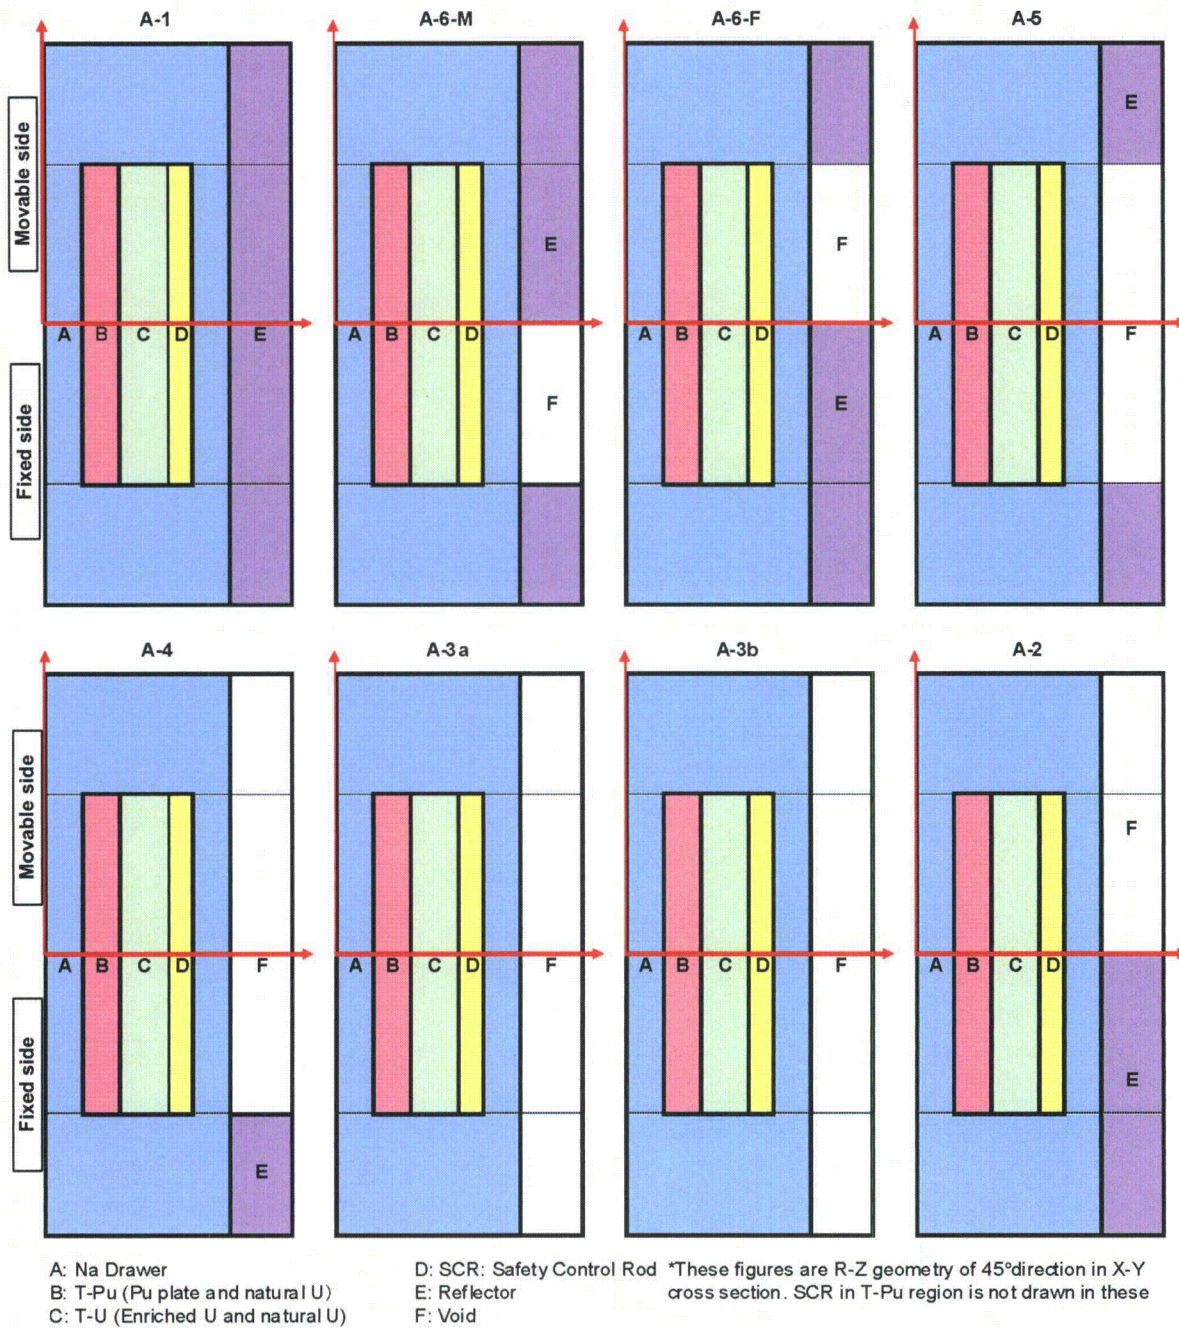 A-1 A-6-M A-6-F A-5
Movable side
E
E
F
F
A B C D E
A B C D
A B C D
A B C D F
Fixed side
F
E
A-4 A-3a A-3b A-2
Movable side
F
A B C D F
A B C D F
A B C D F
A B C D
Fixed side
E
E
A: Na Drawer
B: T-Pu (Pu plate and natural U)
C: T-U (Enriched U and natural U)
D: SCR: Safety Control Rod
E: Reflector
F: Void
*These figures are R-Z geometry of 45°direction in X-Y
cross section. SCR in T-Pu region is not drawn in these